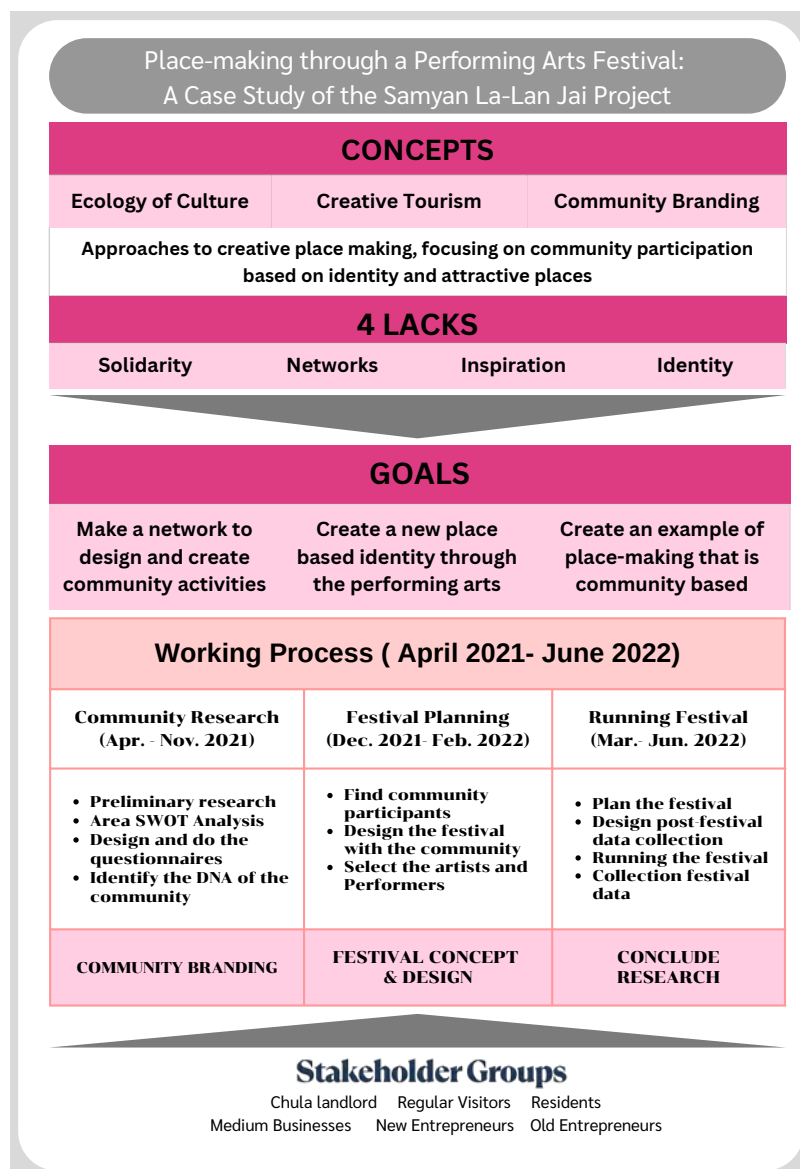 Place-making through a Performing Arts Festival:
A Case Study of the Samyan La-Lan Jai Project
CONCEPTS
Ecology of Culture
Creative Tourism
Community Branding
Approaches to creative place making, focusing on community participation
based on identity and attractive places
4 LACKS
Solidarity
Networks
Inspiration
Identity
GOALS
Make a network to
design and create
community activities
Create a new place
based identity through
the performing arts
Create an example of
place-making that is
community based
Working Process ( April 2021- June 2022)
Community Research
(Apr. - Nov. 2021)
Festival Planning
(Dec. 2021- Feb. 2022)
Running Festival
(Mar.- Jun. 2022)
• Preliminary research
• Area SWOT Analysis
• Design and do the
questionnaires
• Identify the DNA of the
community
• Find community
participants
• Design the festival
with the community
• Select the artists and
Performers
• Plan the festival
• Design post-festival
data collection
• Running the festival
• Collection festival
data
COMMUNITY BRANDING
FESTIVAL CONCEPT
& DESIGN
CONCLUDE
RESEARCH
Stakeholder Groups
Chula landlord Regular Visitors Residents
Medium Businesses New Entrepreneurs Old Entrepreneurs